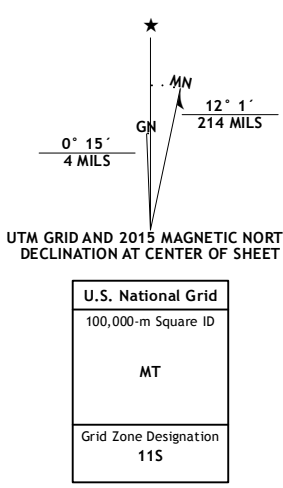 ★
MN
GN
12° 1´
214 MILS
0° 15´
4 MILS
UTM GRID AND 2015 MAGNETIC NORT
DECLINATION AT CENTER OF SHEET
U.S. National Grid
100,000-m Square ID
MT
Grid Zone Designation
11S